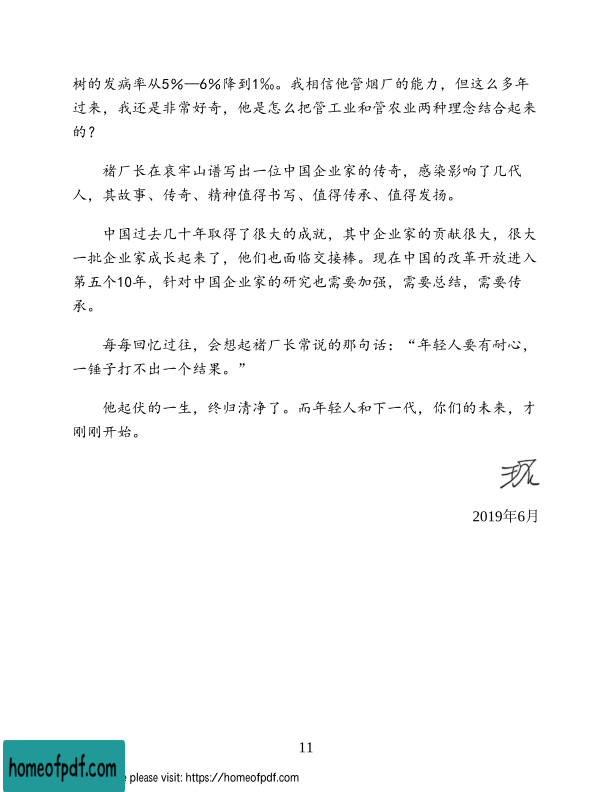 树的发病率从5%—6%降到1‰。我相信他管烟厂的能力，但这么多年
过来，我还是非常好奇，他是怎么把管工业和管农业两种理念结合起来
的？
褚厂长在哀牢山谱写出一位中国企业家的传奇，感染影响了几代
人，其故事、传奇、精神值得书写、值得传承、值得发扬。
中国过去几十年取得了很大的成就，其中企业家的贡献很大，很大
一批企业家成长起来了，他们也面临交接棒。现在中国的改革开放进入
第五个10年，针对中国企业家的研究也需要加强，需要总结，需要传
承。
每每回忆过往，会想起褚厂长常说的那句话：“年轻人要有耐心，
一锤子打不出一个结果。”
他起伏的一生，终归清净了。而年轻人和下一代，你们的未来，才
刚刚开始。
2019年6月
11
homeofpdf.com
please visit: https://homeofpdf.com